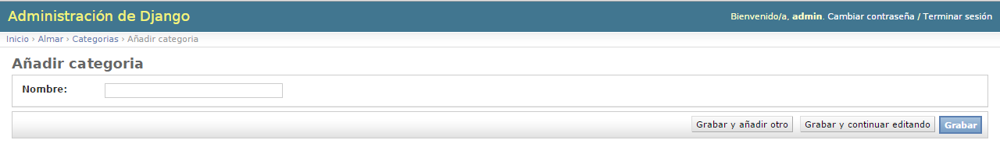 Administración de Django
Bienvenido/a, admin. Cambiar contraseña / Terminar sesión
Inicio › Almar › Categorias › Añadir categoria
Añadir categoria
Nombre:
Grabar y añadir otro Grabar y continuar editando Grabar